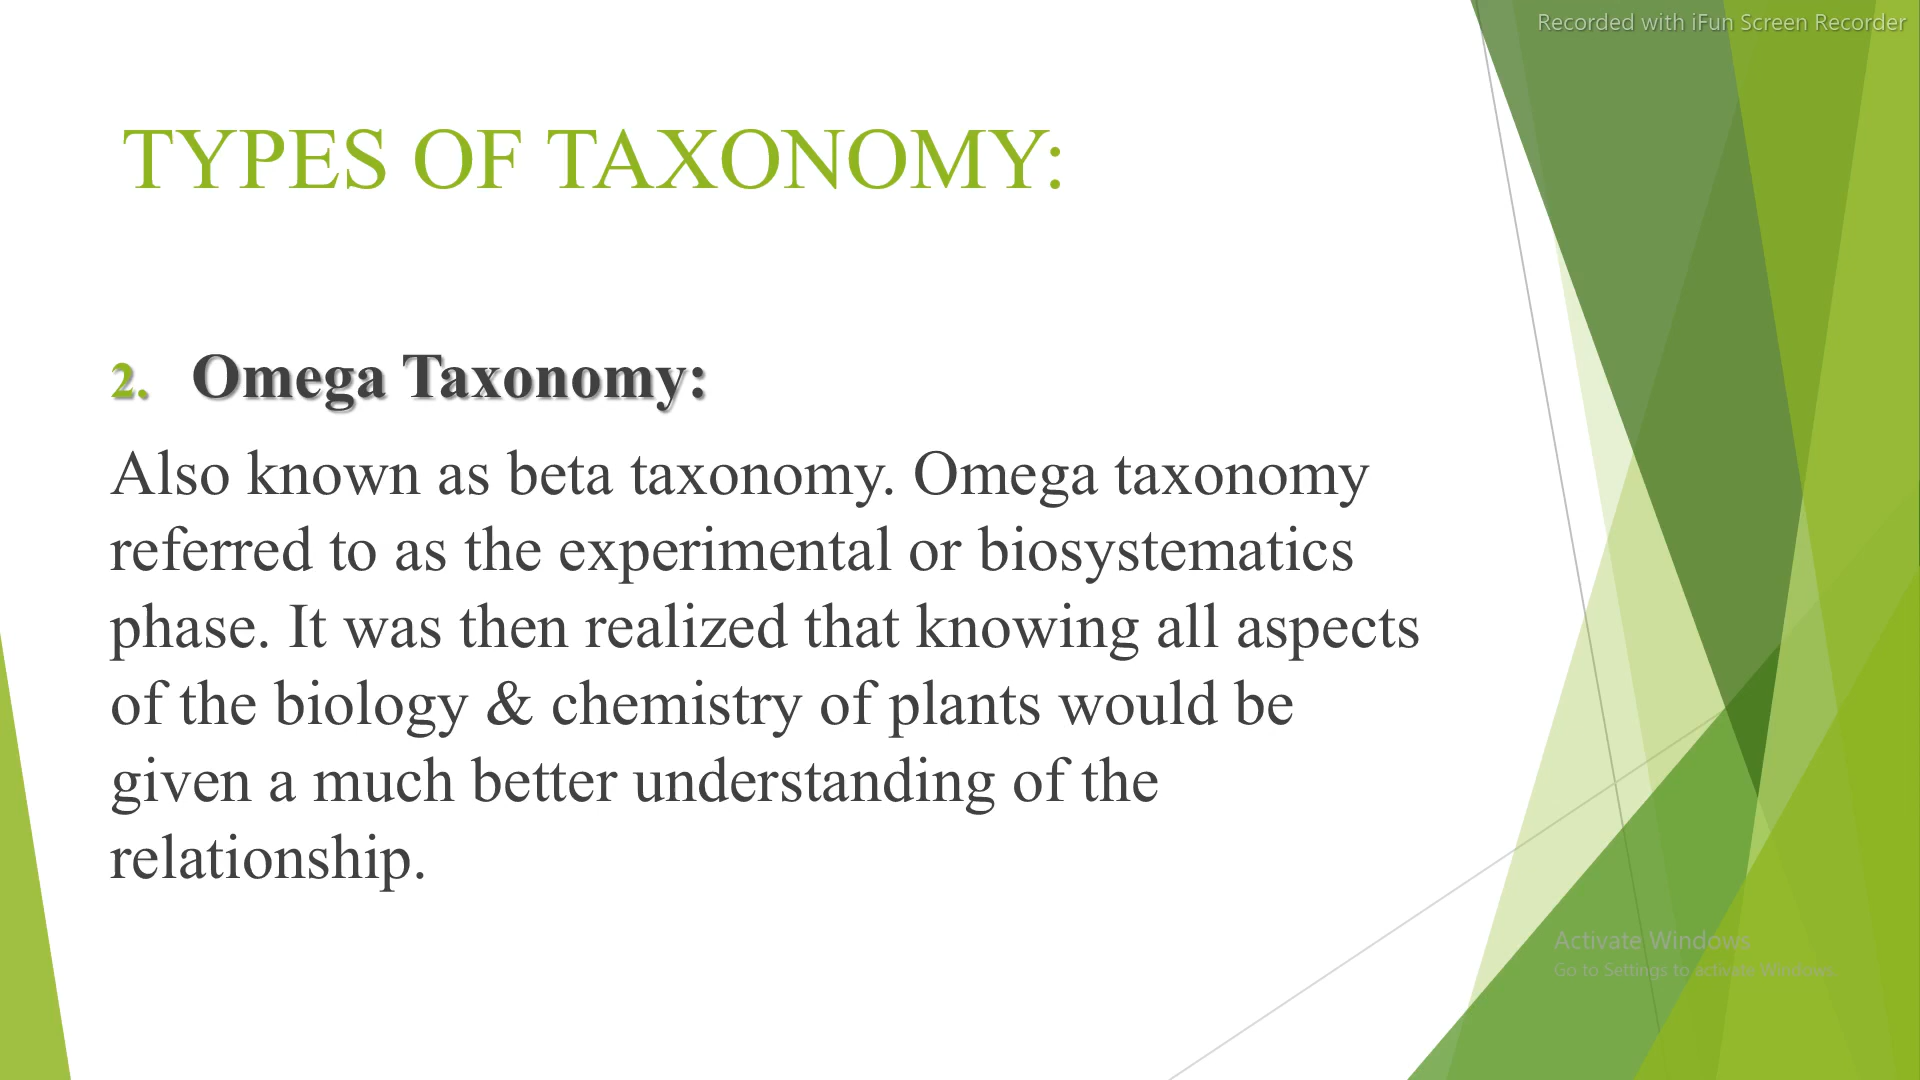 Recorded with iFun Screen Recorder
TYPES OF TAXONOMY:
2. Omega Taxonomy:
Also known as beta taxonomy. Omega taxonomy
referred to as the experimental or biosystematics
phase. It was then realized that knowing all aspects
of the biology & chemistry of plants would be
given a much better understanding of the
relationship.
Activate Windows
Go to Settings to activate Windows.